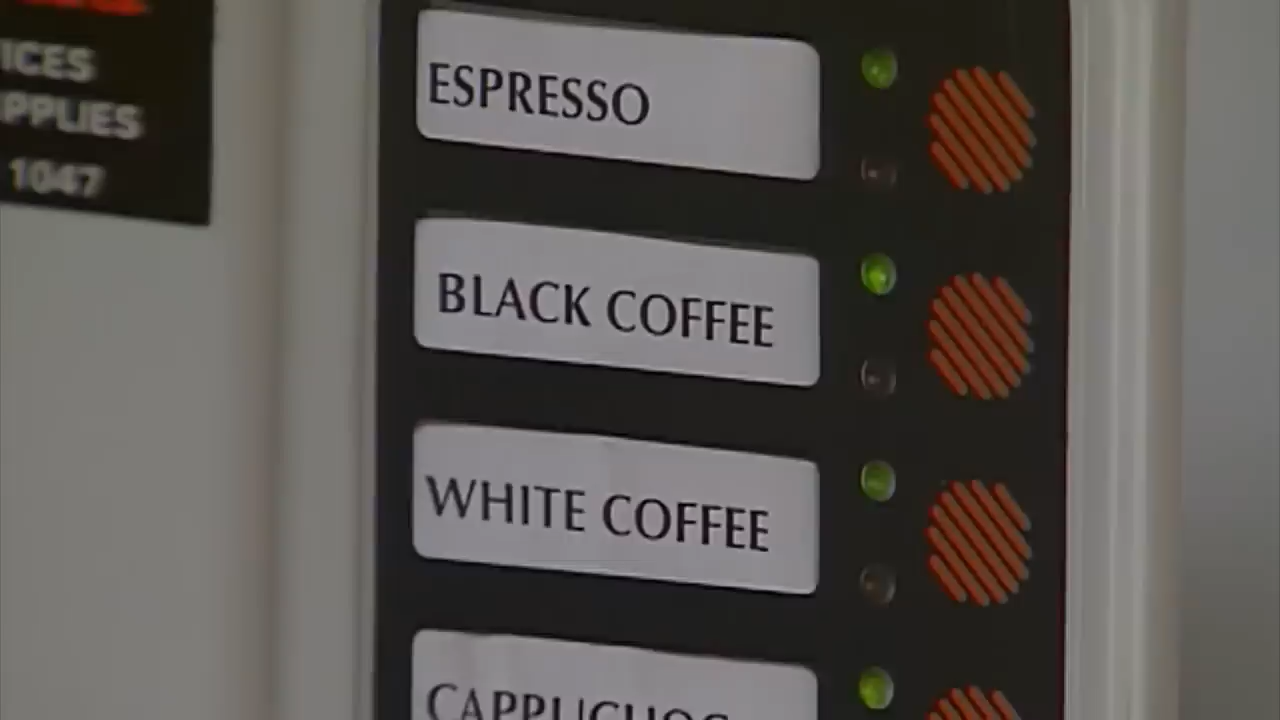 ICES
PPLIES
1047
ESPRESSO
BLACK COFFEE
WHITE COFFEE